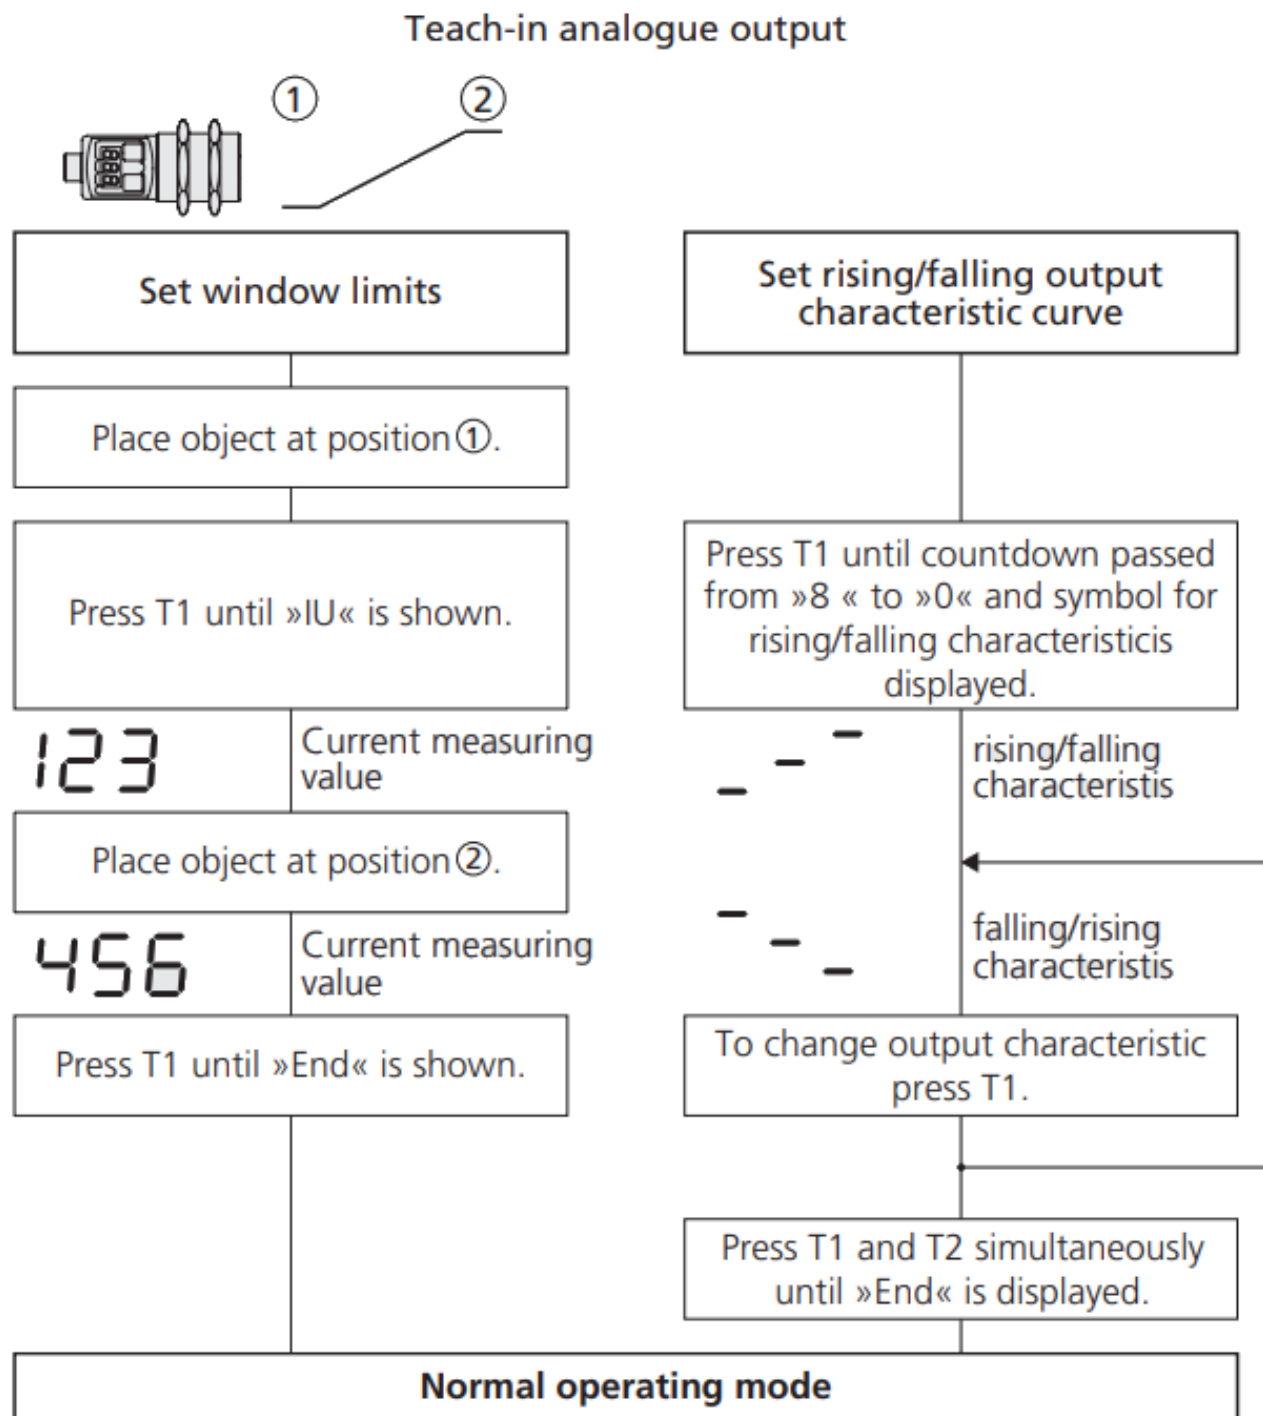 Teach-in analogue output
① ②
Set window limits
Place object at position①.
Press T1 until »IU« is shown.
123
Current measuring
value
Place object at position②.
456
Current measuring
value
Press T1 until »End« is shown.
Set rising/falling output
characteristic curve
Press T1 until countdown passed
from »8 « to »0« and symbol for
rising/falling characteristicis
displayed.
rising/falling
characteristis
falling/rising
characteristis
To change output characteristic
press T1.
Press T1 and T2 simultaneously
until »End« is displayed.
Normal operating mode